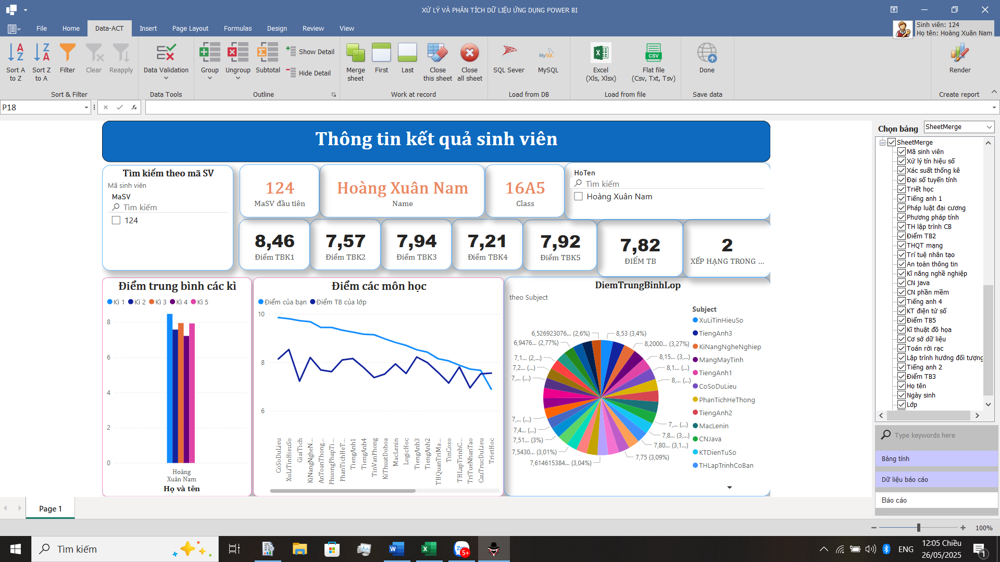 XỬ LÝ VÀ PHÂN TÍCH DỮ LIỆU ỨNG DỤNG POWER BI
File Home Data-ACT Insert Page Layout Formulas Design Review View
Sinh viên: 124
Họ tên: Hoàng Xuân Nam
Sort A to Z
Sort Z to A
Filter
Clear
Reapply
Sort & Filter
Data Validation
Data Tools
Group
Ungroup
Subtotal
Show Detail
Hide Detail
Outline
Merge sheet
First
Last
Close this sheet
Close all sheet
Work at record
SQL Sever
MySQL
MySQL
Load from DB
Excel (Xls, Xlsx)
CSV
Flat file (Csv, Txt, Tsv)
Load from file
Done
Save data
Render
Create report
P18
fx
Thông tin kết quả sinh viên
Tìm kiếm theo mã SV
Mã sinh viên
MaSV
Tìm kiếm
124
124
MaSV đầu tiên
Hoàng Xuân Nam
Name
16A5
Class
HoTen
Tìm kiếm
Hoàng Xuân Nam
8,46
Điểm TBK1
7,57
Điểm TBK2
7,94
Điểm TBK3
7,21
Điểm TBK4
7,92
Điểm TBK5
7,82
ĐIỂM TB
2
XẾP HẠNG TRONG ...
Điểm trung bình các kì
Kì 1 Kì 2 Kì 3 Kì 4 Kì 5
8
6
4
2
0
Hoàng
Xuân Nam
Họ và tên
Điểm các môn học
Điểm của bạn Điểm TB của lớp
10
8
6
CoSoDuLieu
XuLiTinHieuSo
GiaiTich
KiNangNgheN...
AnToanThong...
PhuongPhapTi...
PhanTichHeT...
TiengAnh1
TiengAnh4
TinVanPhong
KiThuatDohoa
MacLenin
LogicHoc
TiengAnh3
TiengAnh2
THQuanTriMa...
TinCoso
THLapTrinhC...
TriTueNhanTao
CauTrucDuLieu
TrietHoc
DiemTrungBinhLop
theo Subject
6,526923076... (2,6%)
6,9476... (2,77%)
7,1... (2,...)
7,2... (...)
7,... (...)
7,... (...)
7,4... (...)
7,51... (3%)
7,5430... (3,01%)
7,614615384... (3,04%)
8,53 (3,4%)
8,2000... (3,27%)
8,15... (3,...)
8,1... (...)
8,... (...)
7,... (...)
7,8... (3,...)
7,80... (3,1...)
7,75 (3,09%)
Subject
XuLiTinHieuSo
TiengAnh3
KiNangNgheNghiep
MangMayTinh
TiengAnh1
CoSoDuLieu
PhanTichHeThong
TiengAnh2
MacLenin
CNJava
KTDienTuSo
THLapTrinhCoBan
Chọn bảng
SheetMerge
SheetMerge
Mã sinh viên
Xử lý tín hiệu số
Xác suất thống kê
Đại số tuyến tính
Triết học
Tiếng anh 1
Pháp luật đại cương
Phương pháp tính
TH lập trình CB
Điểm TB2
THQT mạng
Trí tuệ nhân tạo
An toàn thông tin
Kĩ năng nghề nghiệp
CN java
CN phần mềm
Tiếng anh 4
KT điện tử số
Điểm TB5
Kĩ thuật đồ họa
Cơ sở dữ liệu
Toán rời rạc
Lập trình hướng đối tượng
Tiếng anh 2
Điểm TB3
Họ tên
Ngày sinh
Lớp
Type keywords here
Bảng tính
Dữ liệu báo cáo
Báo cáo
Page 1
100%
Tìm kiếm
5+
ENG
12:05 Chiều
26/05/2025
1